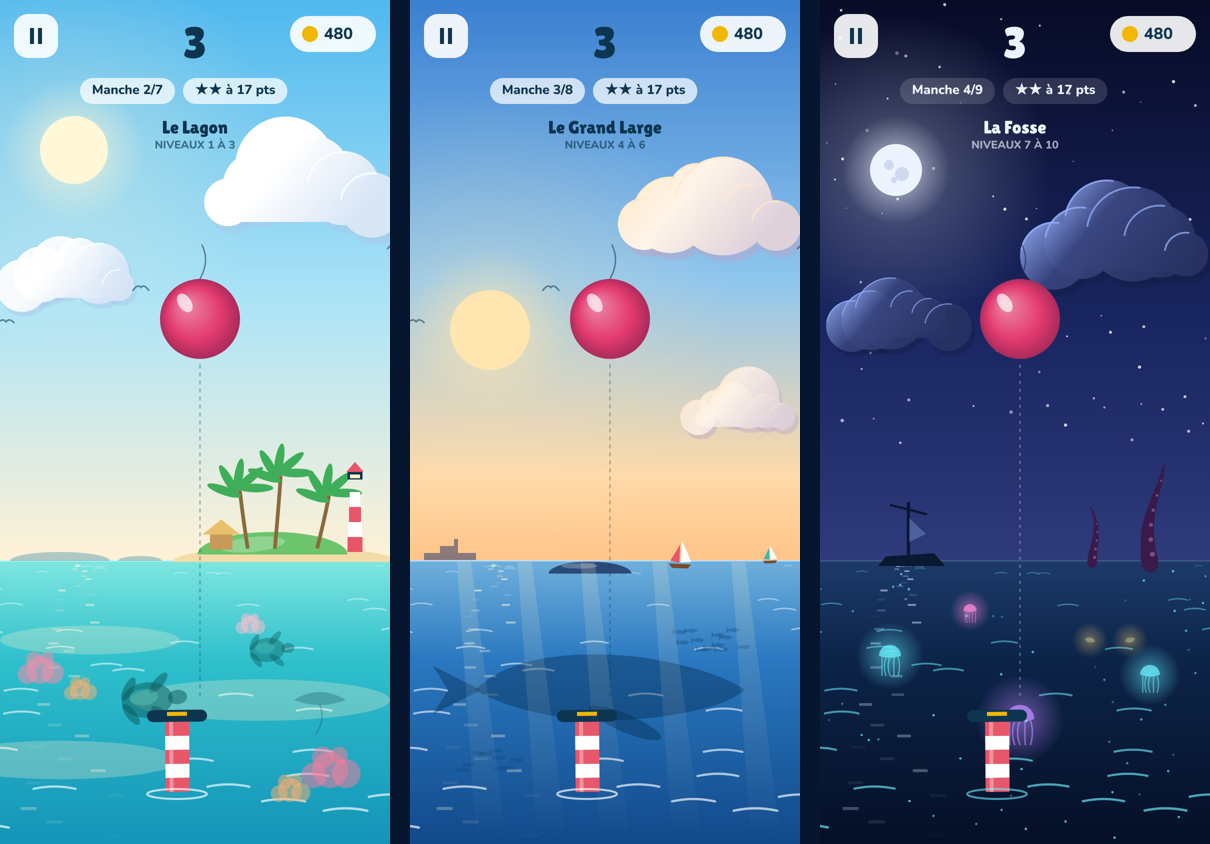 3
480
Manche 2/7
★★ à 17 pts
Le Lagon
NIVEAUX 1 À 3
3
480
Manche 3/8
★★ à 17 pts
Le Grand Large
NIVEAUX 4 À 6
3
480
Manche 4/9
★★ à 17 pts
La Fosse
NIVEAUX 7 À 10